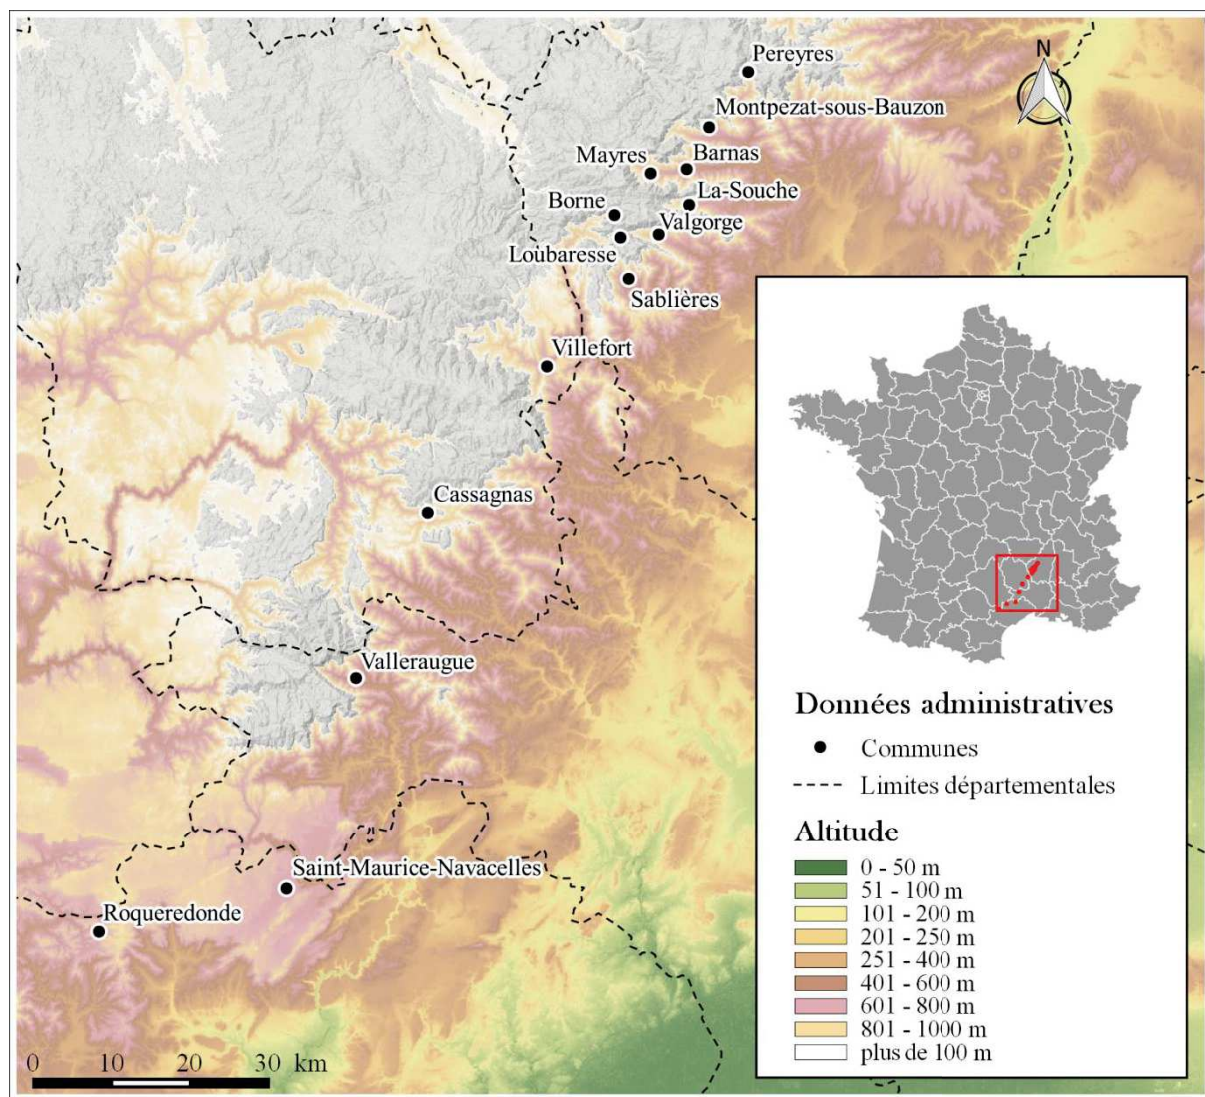 N
Pereyres
Montpezat-sous-Bauzon
Mayres
Barnas
La-Souche
Borne
Valgorge
Loubaresse
Sablières
Villefort
Cassagnas
Valleraugue
Saint-Maurice-Navacelles
Roqueredonde
0 10 20 30 km
Données administratives
Communes
Limites départementales
Altitude
0 - 50 m
51 - 100 m
101 - 200 m
201 - 250 m
251 - 400 m
401 - 600 m
601 - 800 m
801 - 1000 m
plus de 100 m